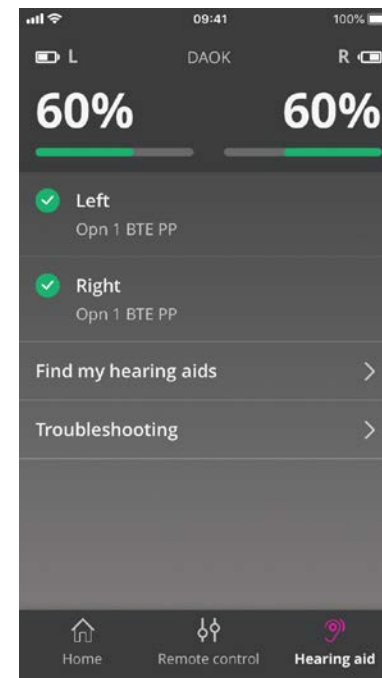 09:41 100%
L DAOK R
60% 60%
Left
Opn 1 BTE PP
Right
Opn 1 BTE PP
Find my hearing aids
Troubleshooting
Home Remote control Hearing aid